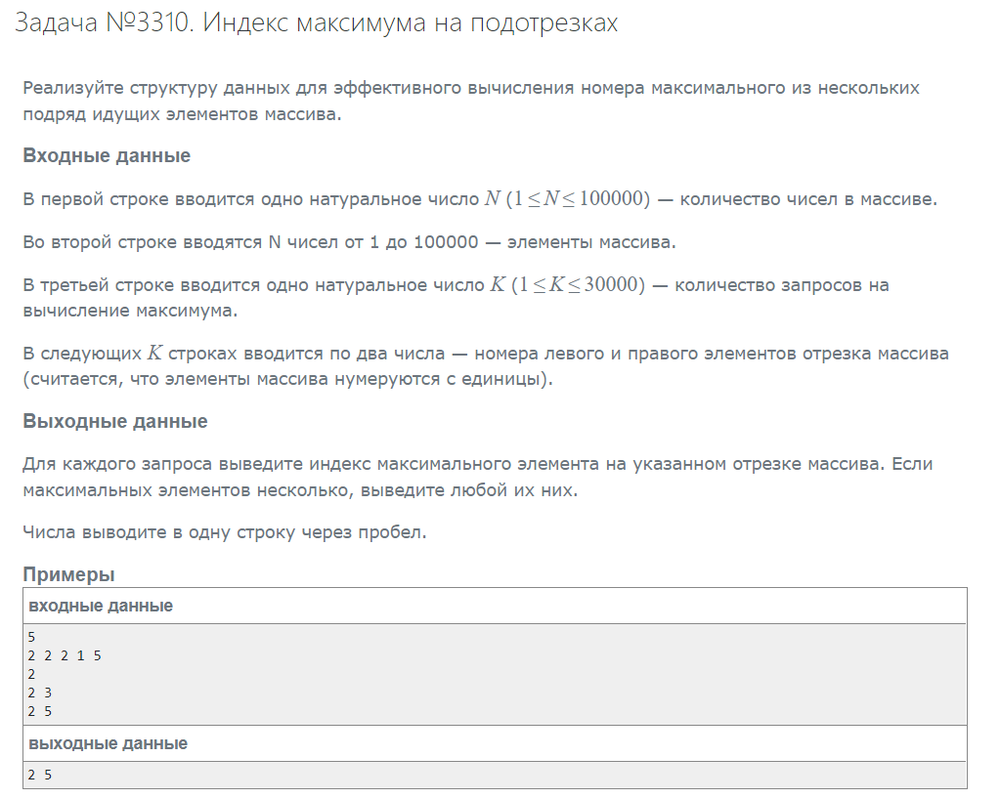 Задача №3310. Индекс максимума на подотрезках
Реализуйте структуру данных для эффективного вычисления номера максимального из нескольких
подряд идущих элементов массива.
Входные данные
В первой строке вводится одно натуральное число N (1 ≤ N ≤ 100000) — количество чисел в массиве.
Во второй строке вводятся N чисел от 1 до 100000 — элементы массива.
В третьей строке вводится одно натуральное число K (1 ≤ K ≤ 30000) — количество запросов на
вычисление максимума.
В следующих K строках вводится по два числа — номера левого и правого элементов отрезка массива
(считается, что элементы массива нумеруются с единицы).
Выходные данные
Для каждого запроса выведите индекс максимального элемента на указанном отрезке массива. Если
максимальных элементов несколько, выведите любой их них.
Числа выводите в одну строку через пробел.
Примеры
входные данные
5
2 2 2 1 5
2
2 3
2 5
выходные данные
2 5